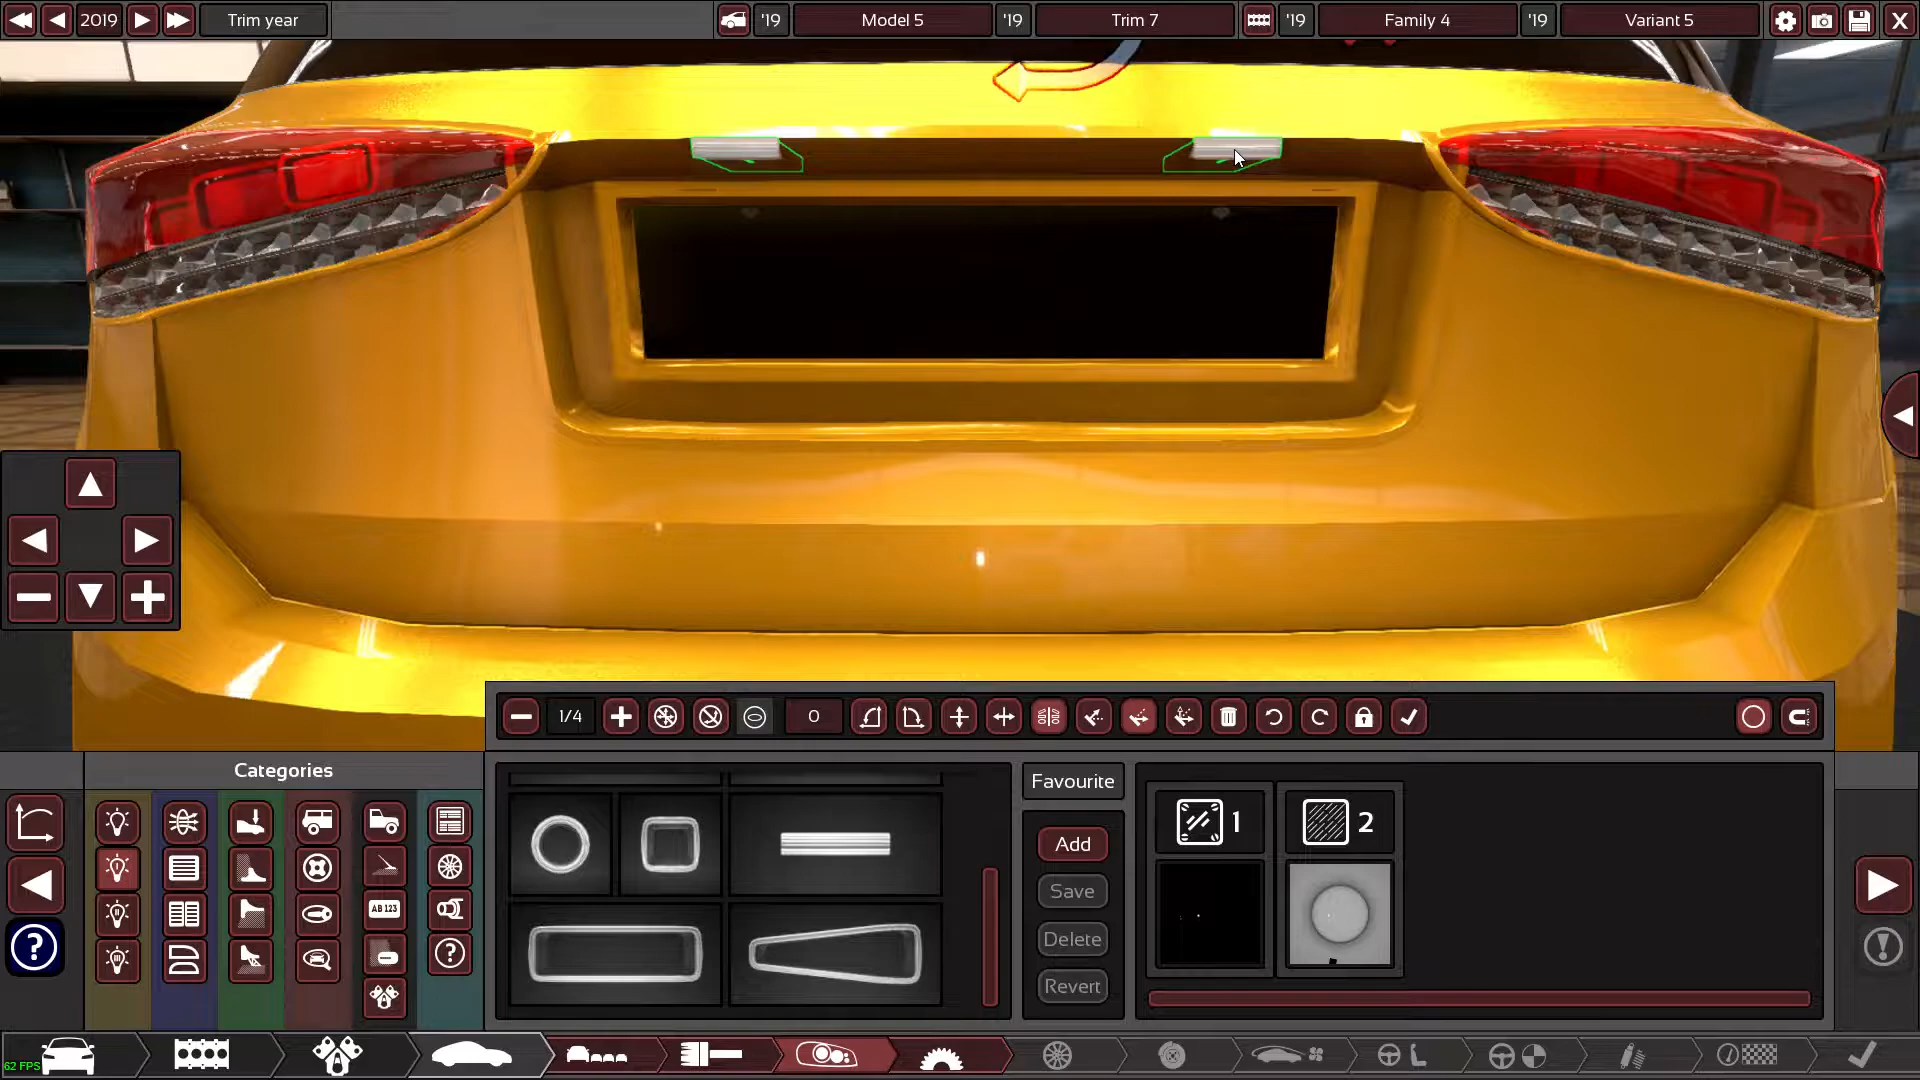 2019
Trim year
'19
Model 5
'19
Trim 7
'19
Family 4
'19
Variant 5
1/4
0
Categories
AB 123
Favourite
Add
Save
Delete
Revert
1
2
62 FPS